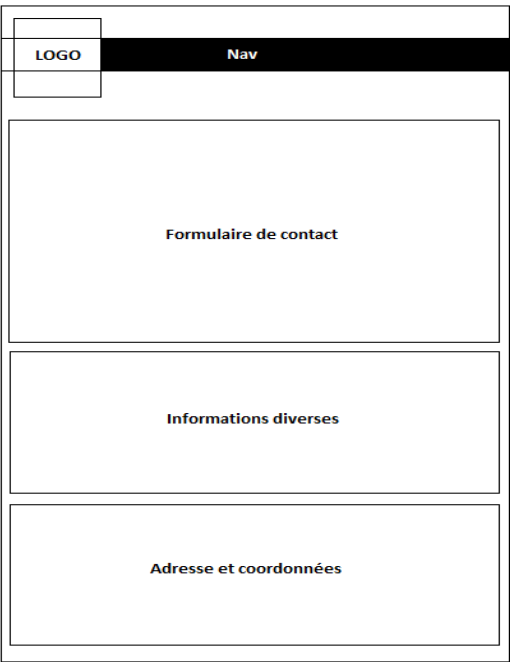 LOGO Nav
Formulaire de contact
Informations diverses
Adresse et coordonnées